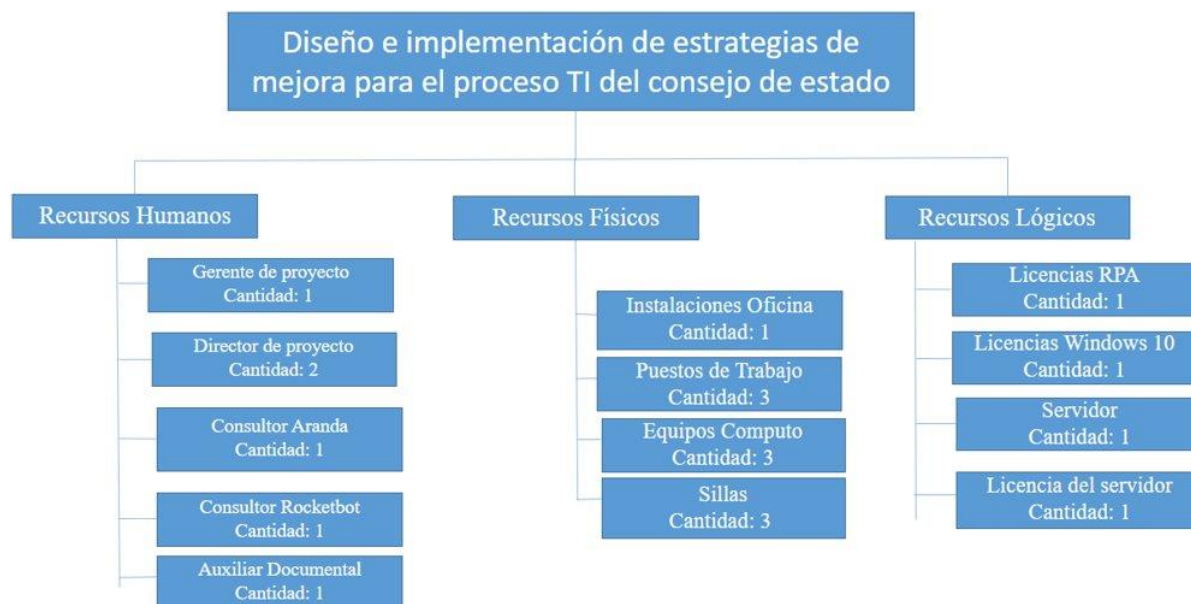 Diseño e implementación de estrategias de
mejora para el proceso TI del consejo de estado
Recursos Humanos
Gerente de proyecto
Cantidad: 1
Director de proyecto
Cantidad: 2
Consultor Aranda
Cantidad: 1
Consultor Rocketbot
Cantidad: 1
Auxiliar Documental
Cantidad: 1
Recursos Físicos
Instalaciones Oficina
Cantidad: 1
Puestos de Trabajo
Cantidad: 3
Equipos Computo
Cantidad: 3
Sillas
Cantidad: 3
Recursos Lógicos
Licencias RPA
Cantidad: 1
Licencias Windows 10
Cantidad: 1
Servidor
Cantidad: 1
Licencia del servidor
Cantidad: 1